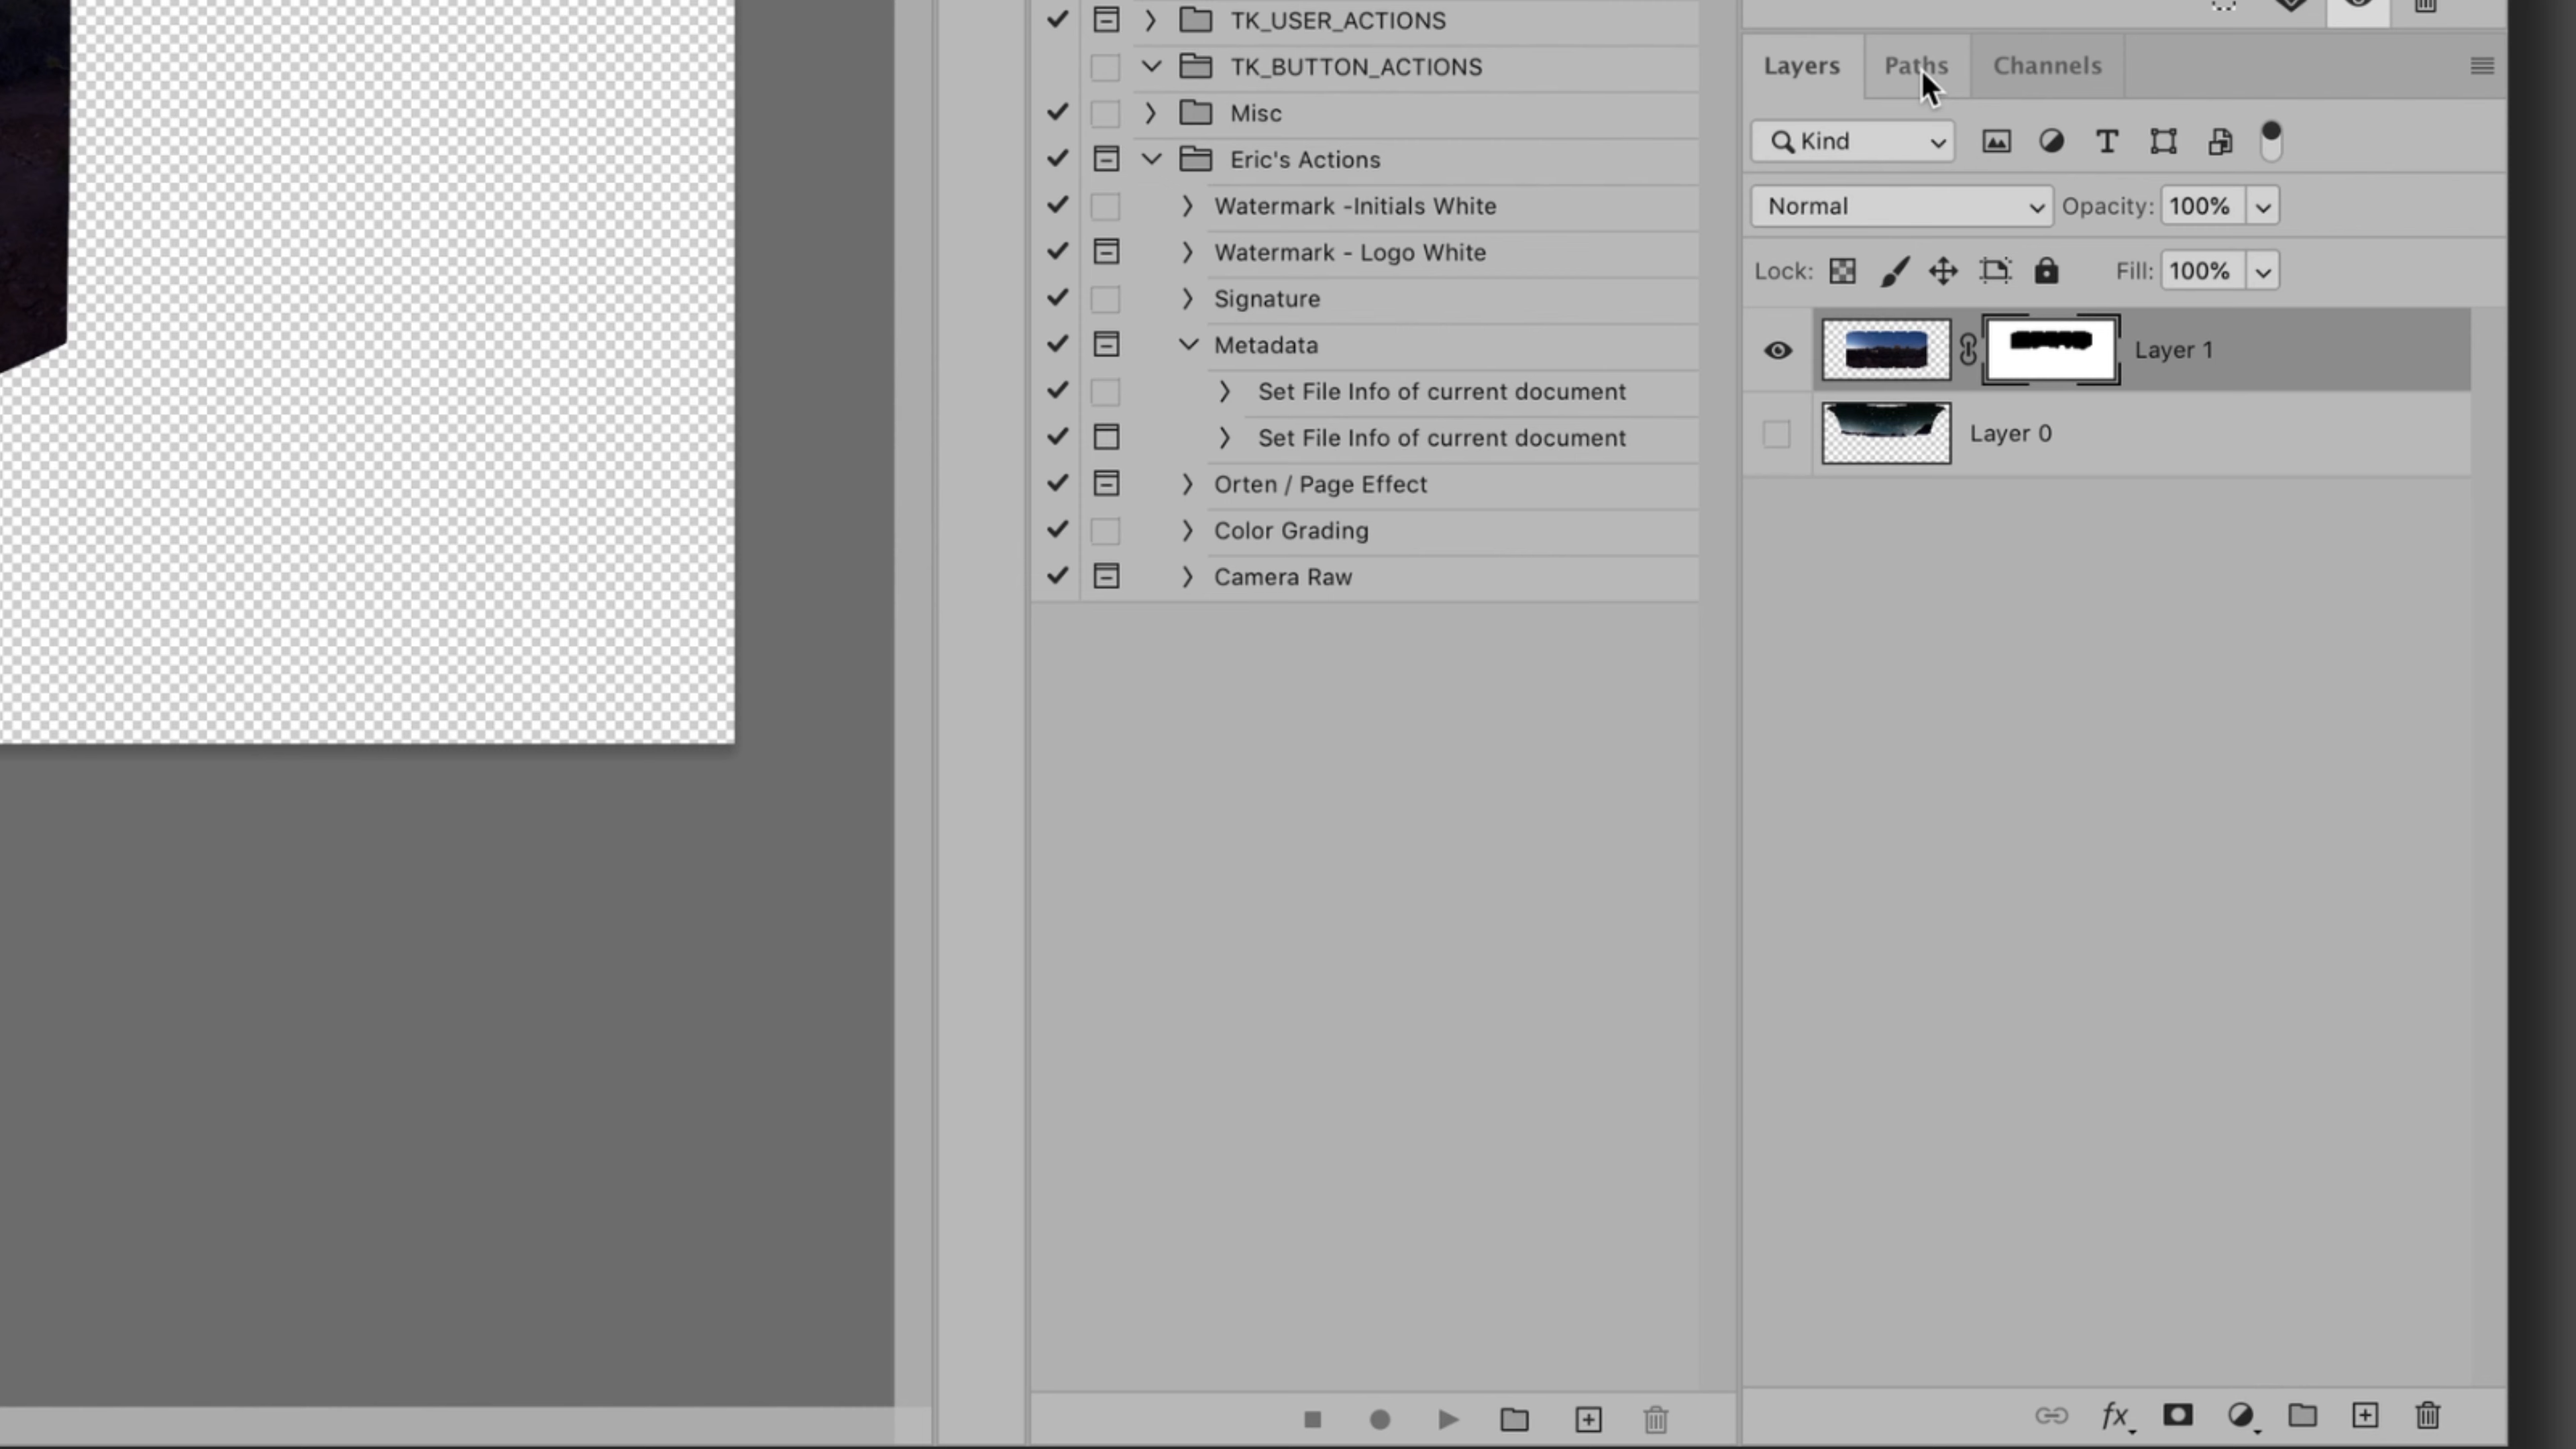 TK_USER_ACTIONS
TK_BUTTON_ACTIONS
Misc
Eric's Actions
Watermark -Initials White
Watermark - Logo White
Signature
Metadata
Set File Info of current document
Set File Info of current document
Orten / Page Effect
Color Grading
Camera Raw
Layers Paths Channels
Kind
Normal Opacity: 100%
Lock: Fill: 100%
Layer 1
Layer 0
fx